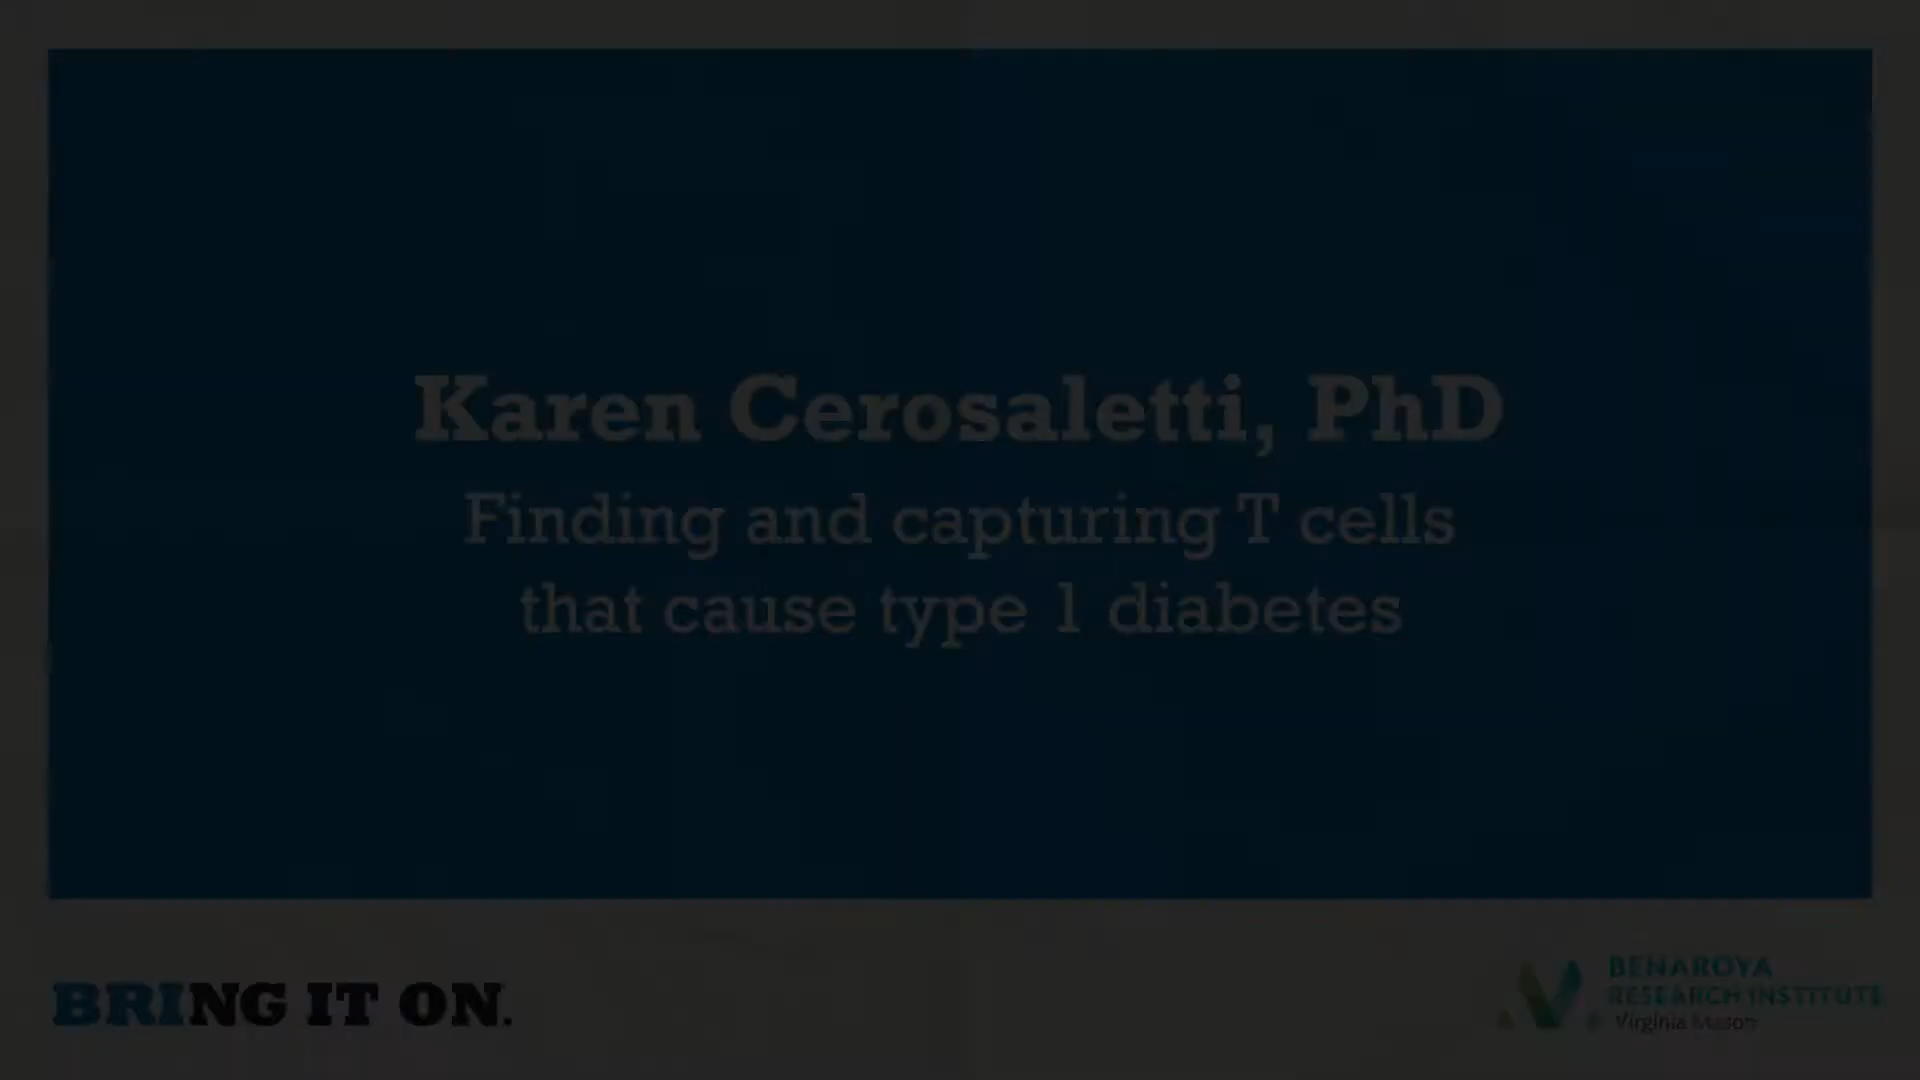 Karen Cerosaletti, PhD
Finding and capturing T cells
that cause type 1 diabetes
BRING IT ON.
BENAROYA
RESEARCH INSTITUTE
Virginia Mason